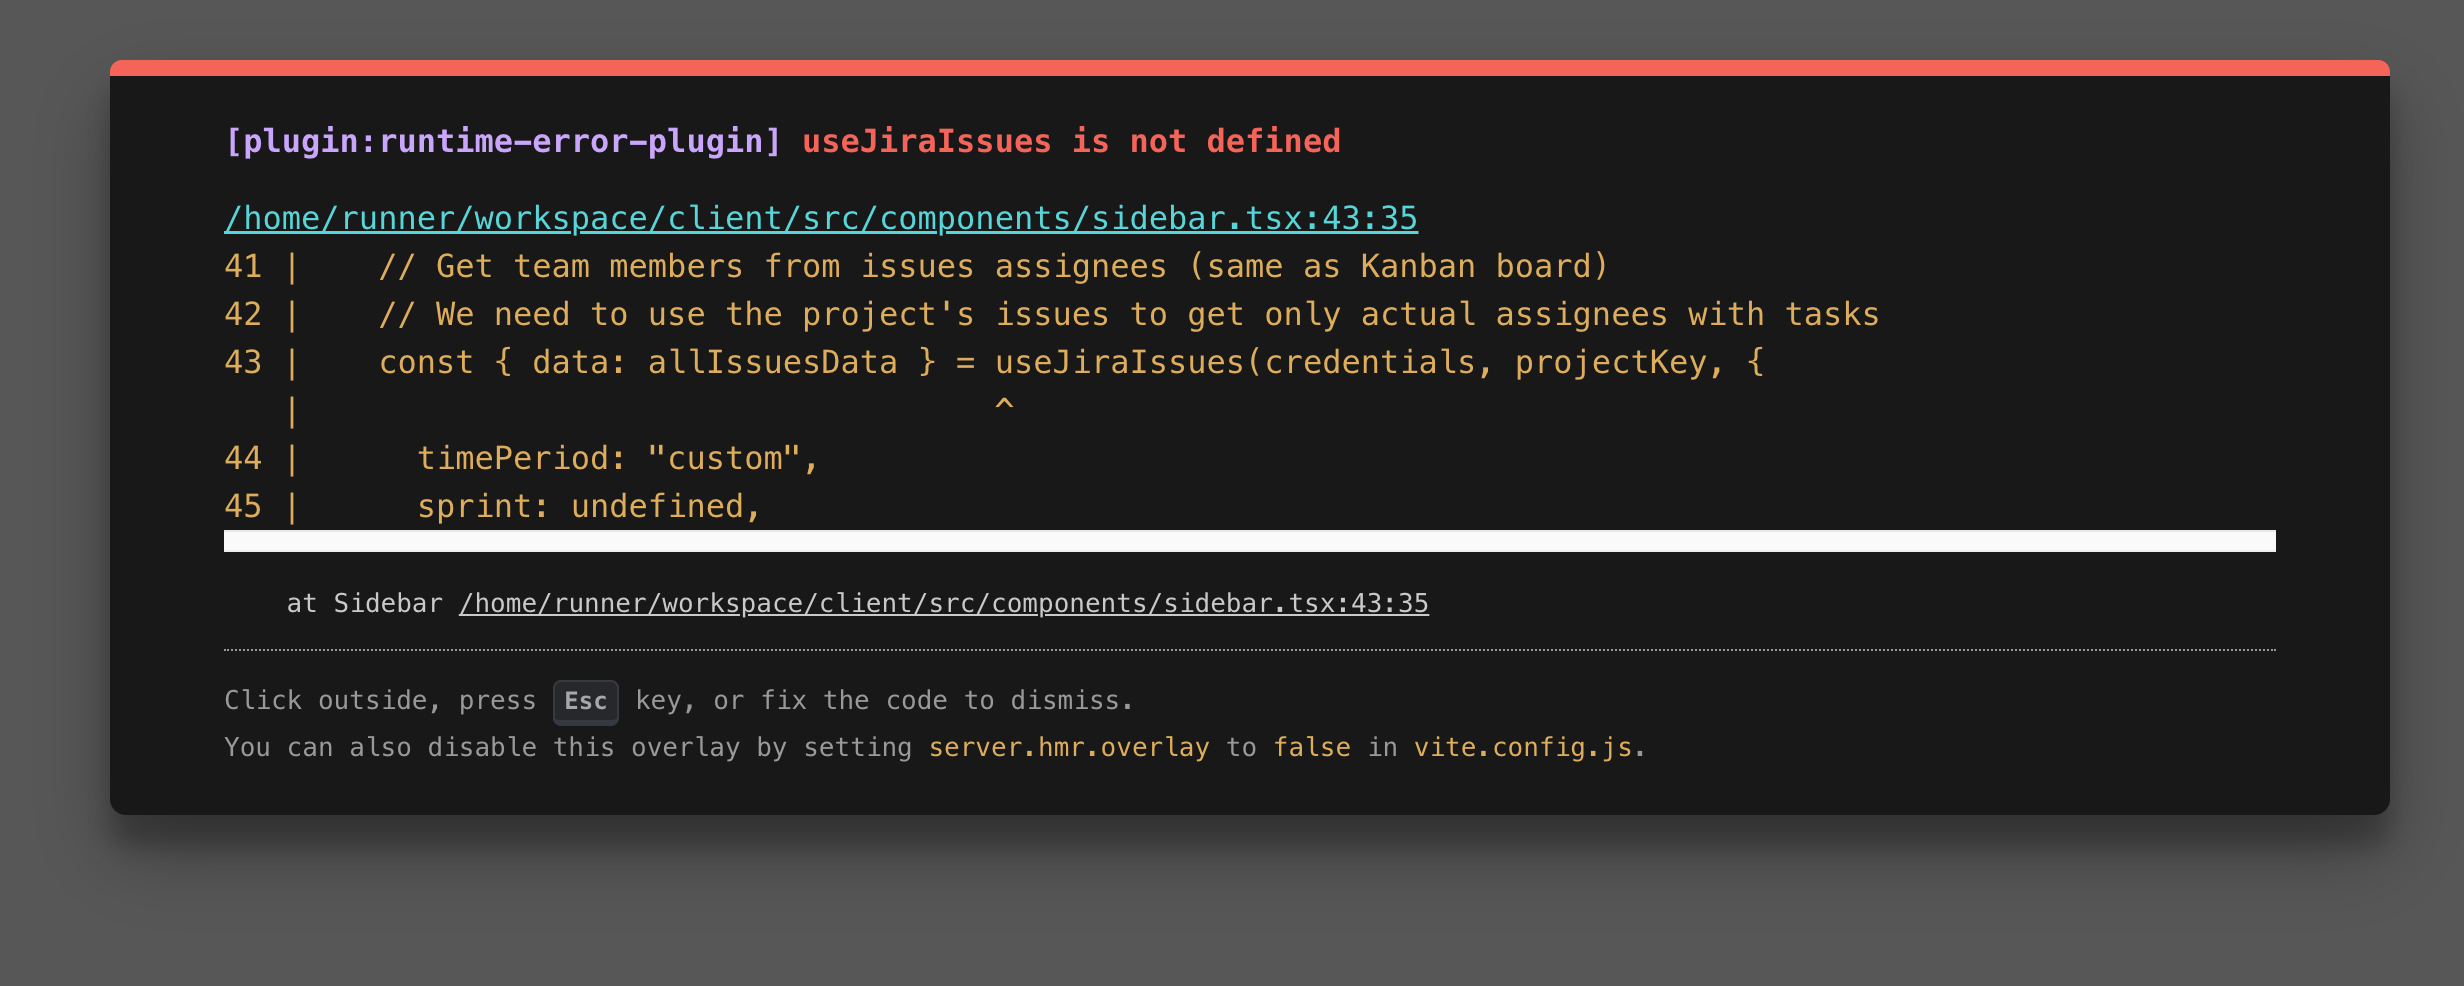 [plugin:runtime-error-plugin] useJiraIssues is not defined
/home/runner/workspace/client/src/components/sidebar.tsx:43:35
41 |    // Get team members from issues assignees (same as Kanban board)
42 |    // We need to use the project's issues to get only actual assignees with tasks
43 |    const { data: allIssuesData } = useJiraIssues(credentials, projectKey, {
   |                                    ^
44 |      timePeriod: "custom",
45 |      sprint: undefined,
    at Sidebar /home/runner/workspace/client/src/components/sidebar.tsx:43:35
Click outside, press Esc key, or fix the code to dismiss.
You can also disable this overlay by setting server.hmr.overlay to false in vite.config.js.